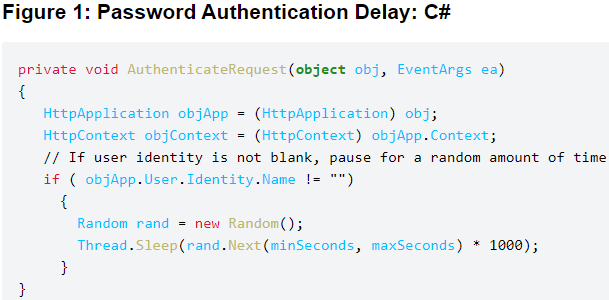 Figure 1: Password Authentication Delay: C#
private void AuthenticateRequest(object obj, EventArgs ea)
{
HttpApplication objApp = (HttpApplication) obj;
HttpContext objContext = (HttpContext) objApp.Context;
// If user identity is not blank, pause for a random amount of time
if ( objApp.User.Identity.Name != "")
{
Random rand = new Random();
Thread.Sleep(rand.Next(minSeconds, maxSeconds) * 1000);
}
}